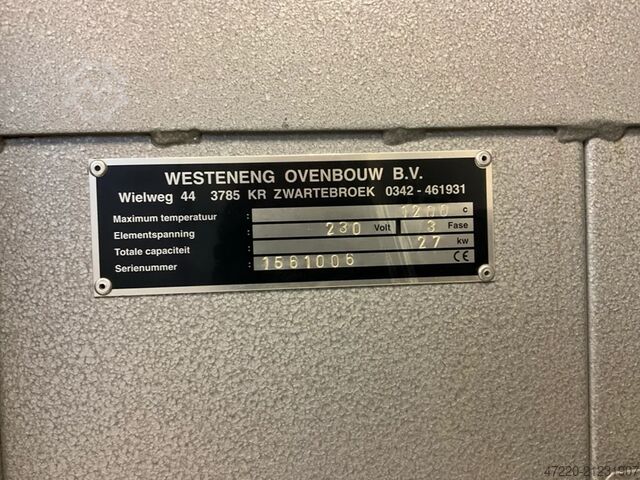 WESTENENG OVENBOUW B.V.
Wielweg 44 3785 KR ZWARTEBROEK 0342 - 461931
Maximum temperatuur : 1200 c
Elementspanning : 230 Volt 3 Fase
Totale capaciteit : 27 kw
Serienummer : 1561006 CE
47220-21231907